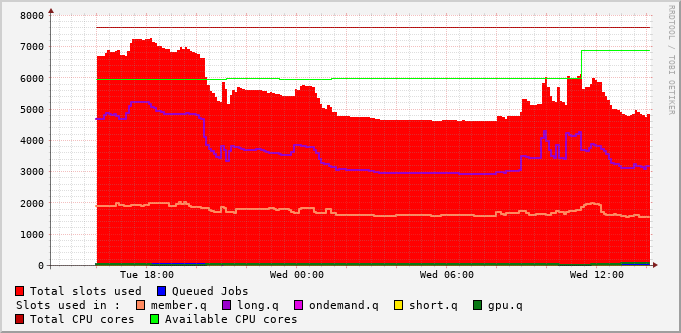 RRDTOOL / TOBI OETIKER
8000
7000
6000
5000
4000
3000
2000
1000
0
Tue 18:00 Wed 00:00 Wed 06:00 Wed 12:00
Total slots used Queued Jobs
Slots used in : member.q long.q ondemand.q short.q gpu.q
Total CPU cores Available CPU cores